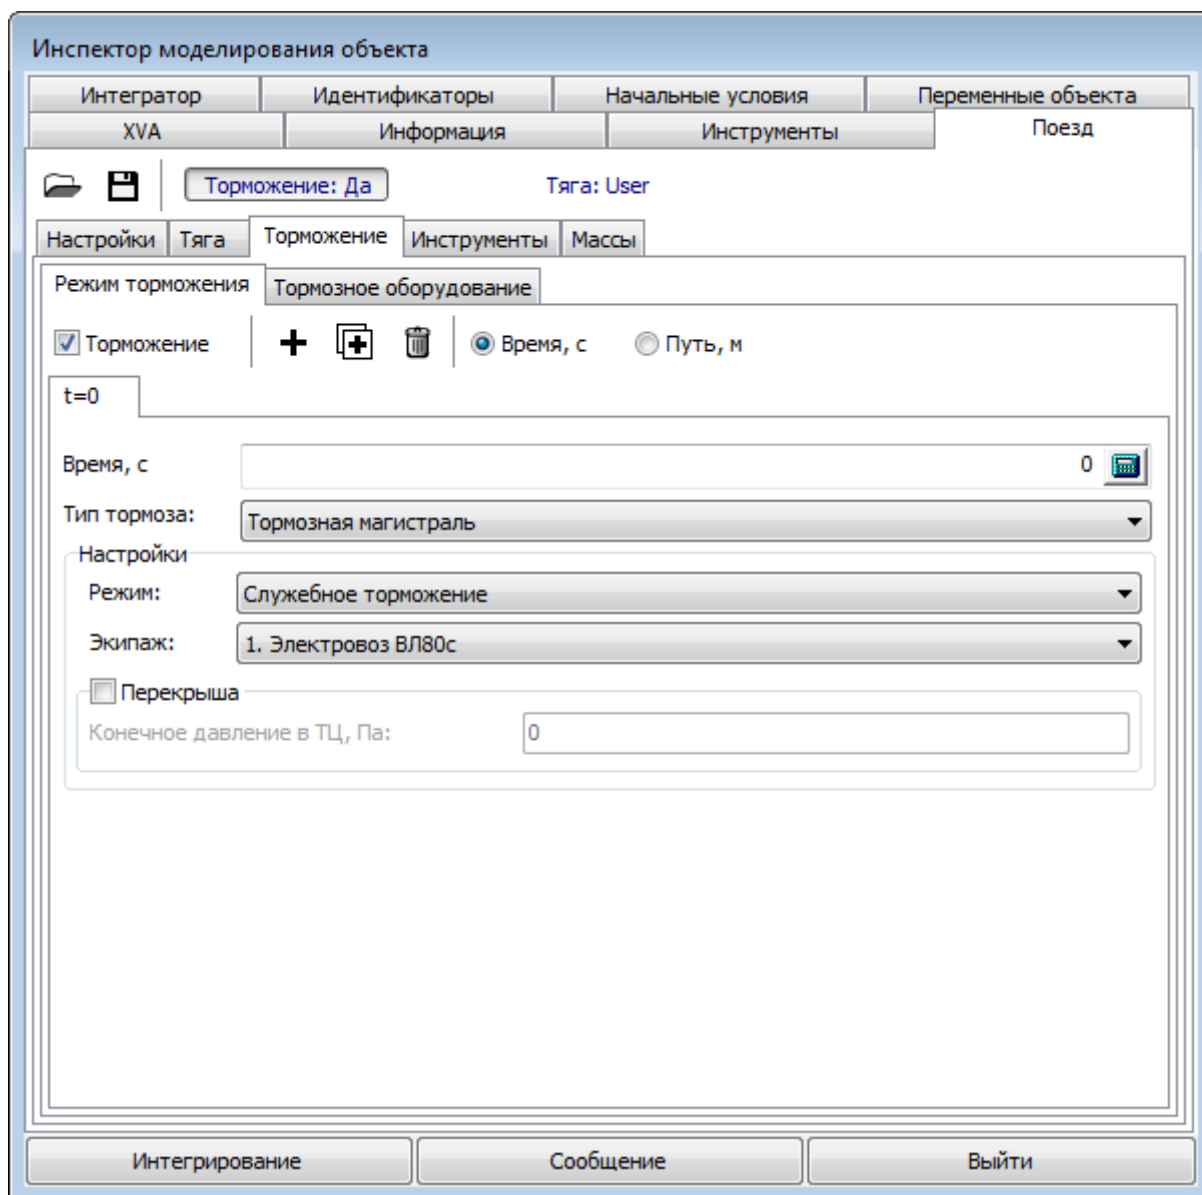 Инспектор моделирования объекта
Интегратор Идентификаторы Начальные условия Переменные объекта
XVA Информация Инструменты Поезд
Торможение: Да Тяга: User
Настройки Тяга Торможение Инструменты Массы
Режим торможения Тормозное оборудование
Торможение Время, с Путь, м
t=0
Время, с 0
Тип тормоза: Тормозная магистраль
Настройки
Режим: Служебное торможение
Экипаж: 1. Электровоз ВЛ80с
Перекрыша
Конечное давление в ТЦ, Па: 0
Интегрирование Сообщение Выйти